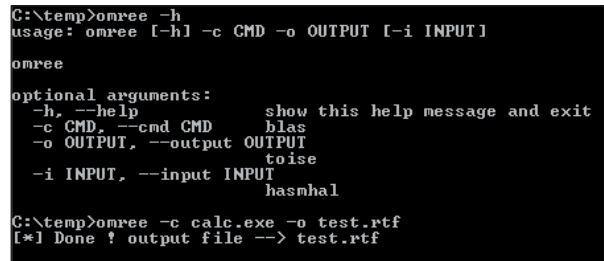 C:\temp>omree -h
usage: omree [-h] -c CMD -o OUTPUT [-i INPUT]
omree
optional arguments:
-h, --help show this help message and exit
-c CMD, --cmd CMD blas
-o OUTPUT, --output OUTPUT
toise
-i INPUT, --input INPUT
hasmhal
C:\temp>omree -c calc.exe -o test.rtf
[*] Done ! output file --> test.rtf